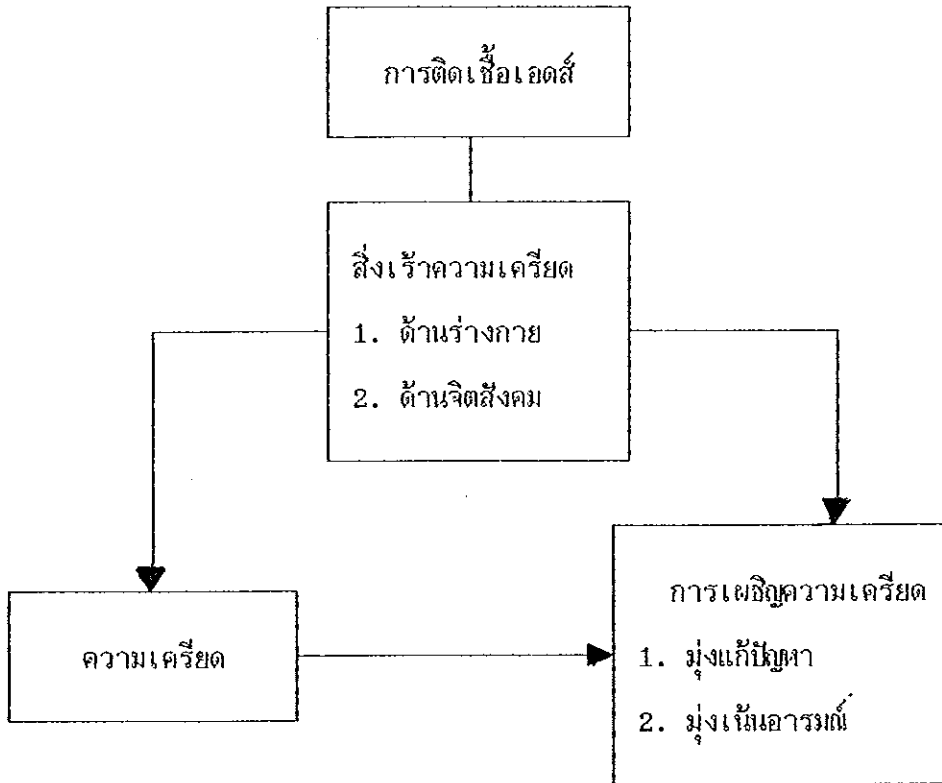 การติดเชื้อเอดส์
สิ่งเร้าความเครียด
1. ด้านร่างกาย
2. ด้านจิตสังคม
ความเครียด
การเผชิญความเครียด
1. มุ่งแก้ปัญหา
2. มุ่งเน้นอารมณ์